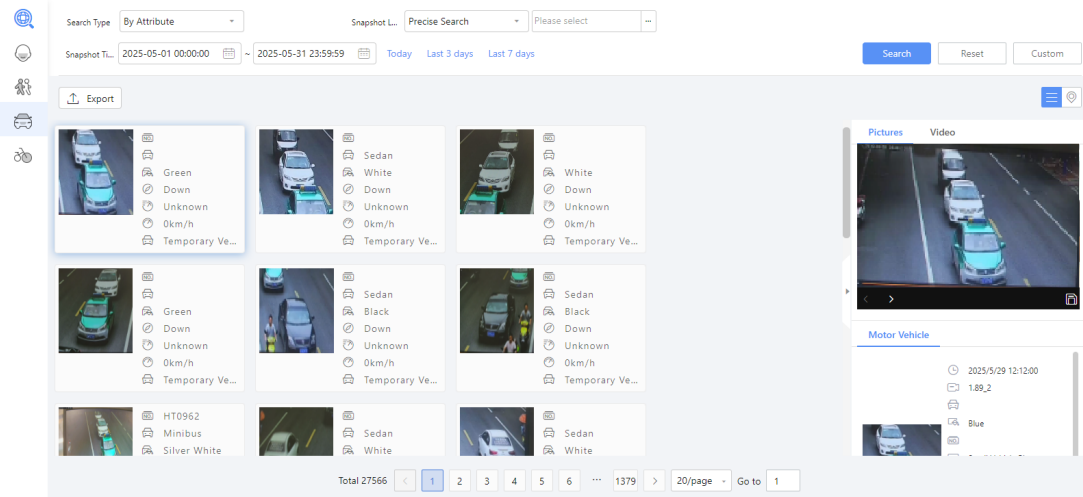 Search Type By Attribute Snapshot L... Precise Search Please select ...
Snapshot Ti... 2025-05-01 00:00:00 ~ 2025-05-31 23:59:59 Today Last 3 days Last 7 days Search Reset Custom
Export
Pictures Video
Sedan
Green White White
Down Down Down
Unknown Unknown Unknown
0km/h 0km/h 0km/h
Temporary Ve... Temporary Ve... Temporary Ve...
Sedan Sedan
Green Black Black
Down Down Down
Unknown Unknown Unknown
0km/h 0km/h 0km/h
Temporary Ve... Temporary Ve... Temporary Ve...
HT0962
Minibus Sedan Sedan
Silver White White White
Motor Vehicle
2025/5/29 12:12:00
1.89_2
Blue
Total 27566 1 2 3 4 5 6 ... 1379 20/page Go to 1